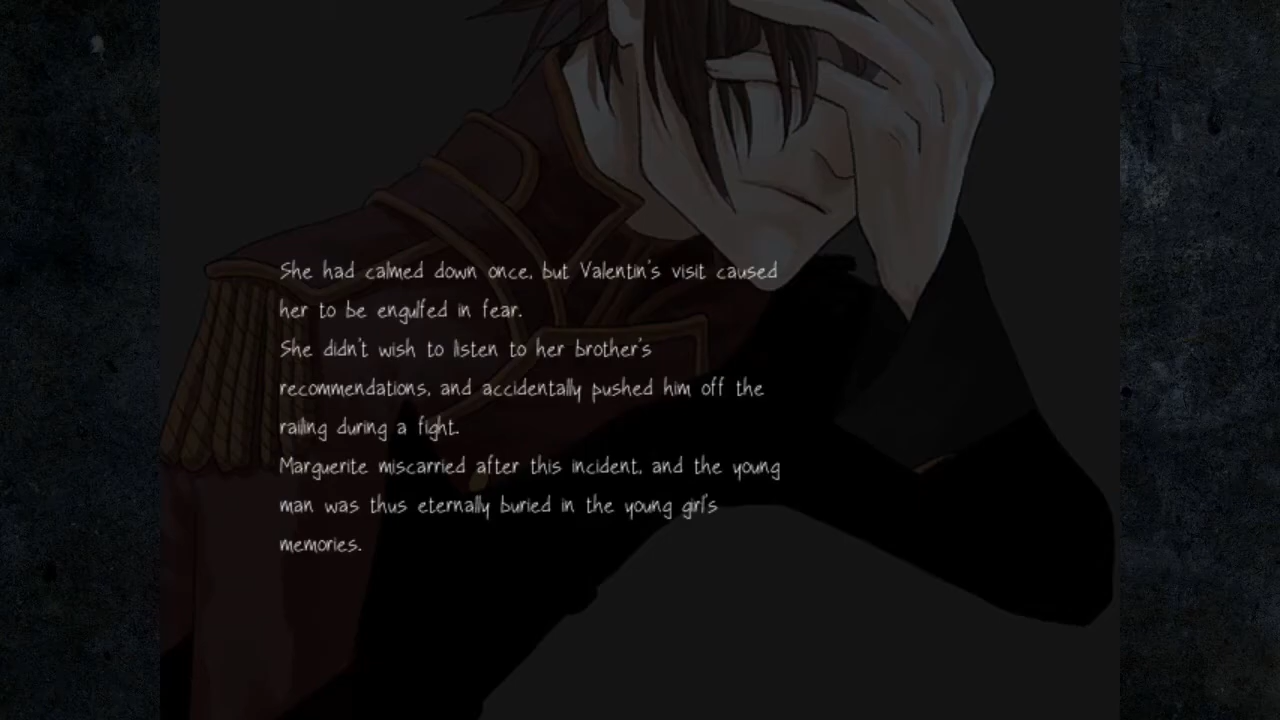 She had calmed down once, but Valentin's visit caused
her to be engulfed in fear.
She didn't wish to listen to her brother's
recommendations, and accidentally pushed him off the
railing during a fight.
Marguerite miscarried after this incident, and the young
man was thus eternally buried in the young girl's
memories.